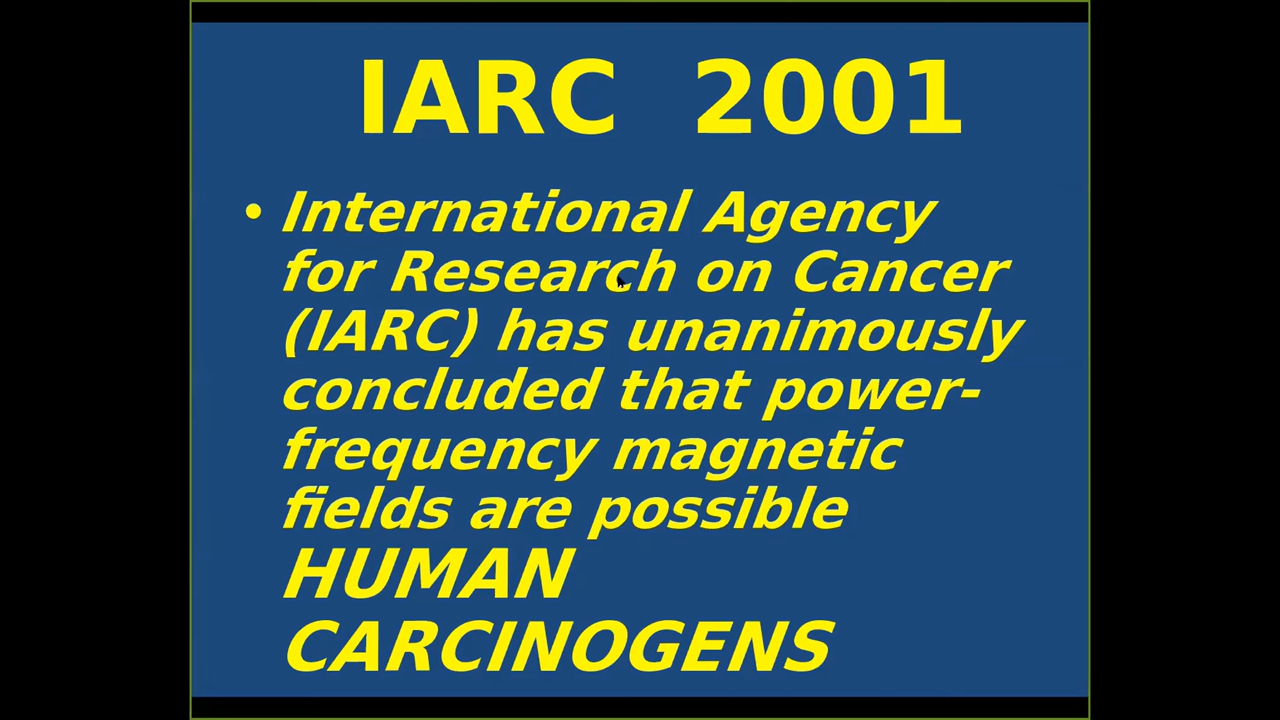 IARC 2001
• International Agency
for Research on Cancer
(IARC) has unanimously
concluded that power-
frequency magnetic
fields are possible
HUMAN
CARCINOGENS